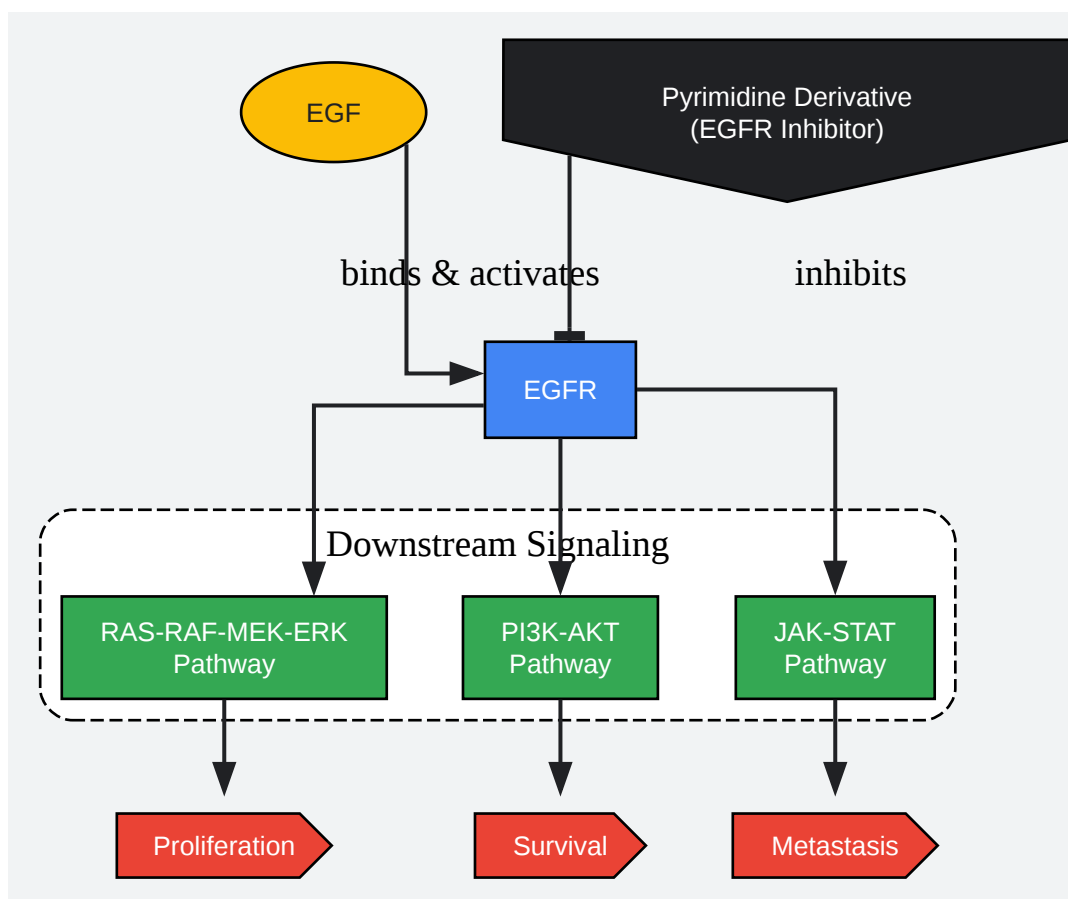 EGF
Pyrimidine Derivative
(EGFR Inhibitor)
binds & activates
inhibits
EGFR
Downstream Signaling
RAS-RAF-MEK-ERK
Pathway
PI3K-AKT
Pathway
JAK-STAT
Pathway
Proliferation
Survival
Metastasis